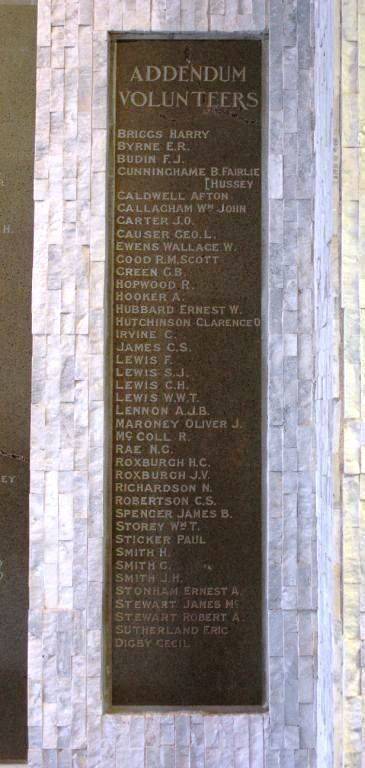 ADDENDUM
VOLUNTEERS
BRIGGS HARRY
BYRNE E.R.
BUDIN F.J.
CUNNINGHAME B.FAIRLIE
[HUSSEY
CALDWELL AFTON
CALLAGHAM WM JOHN
CARTER J.O.
CAUSER GEO.L.
EWENS WALLACE W.
GOOD R.M.SCOTT
GREEN G.B.
HOPWOOD R.
HOOKER A.
HUBBARD ERNEST W.
HUTCHINSON CLARENCE O
IRVINE C.
JAMES C.S.
LEWIS F.
LEWIS S.J.
LEWIS C.H.
LEWIS W.W.T.
LENNON A.J.B.
MARONEY OLIVER J.
MC COLL R.
RAE N.G.
ROXBURGH H.C.
ROXBURGH J.V.
RICHARDSON N.
ROBERTSON C.S.
SPENCER JAMES B.
STOREY WM T.
STICKER PAUL
SMITH H.
SMITH G.
SMITH J.H.
STONHAM ERNEST A.
STEWART JAMES MC
STEWART ROBERT A.
SUTHERLAND ERIC
DIGBY CECIL